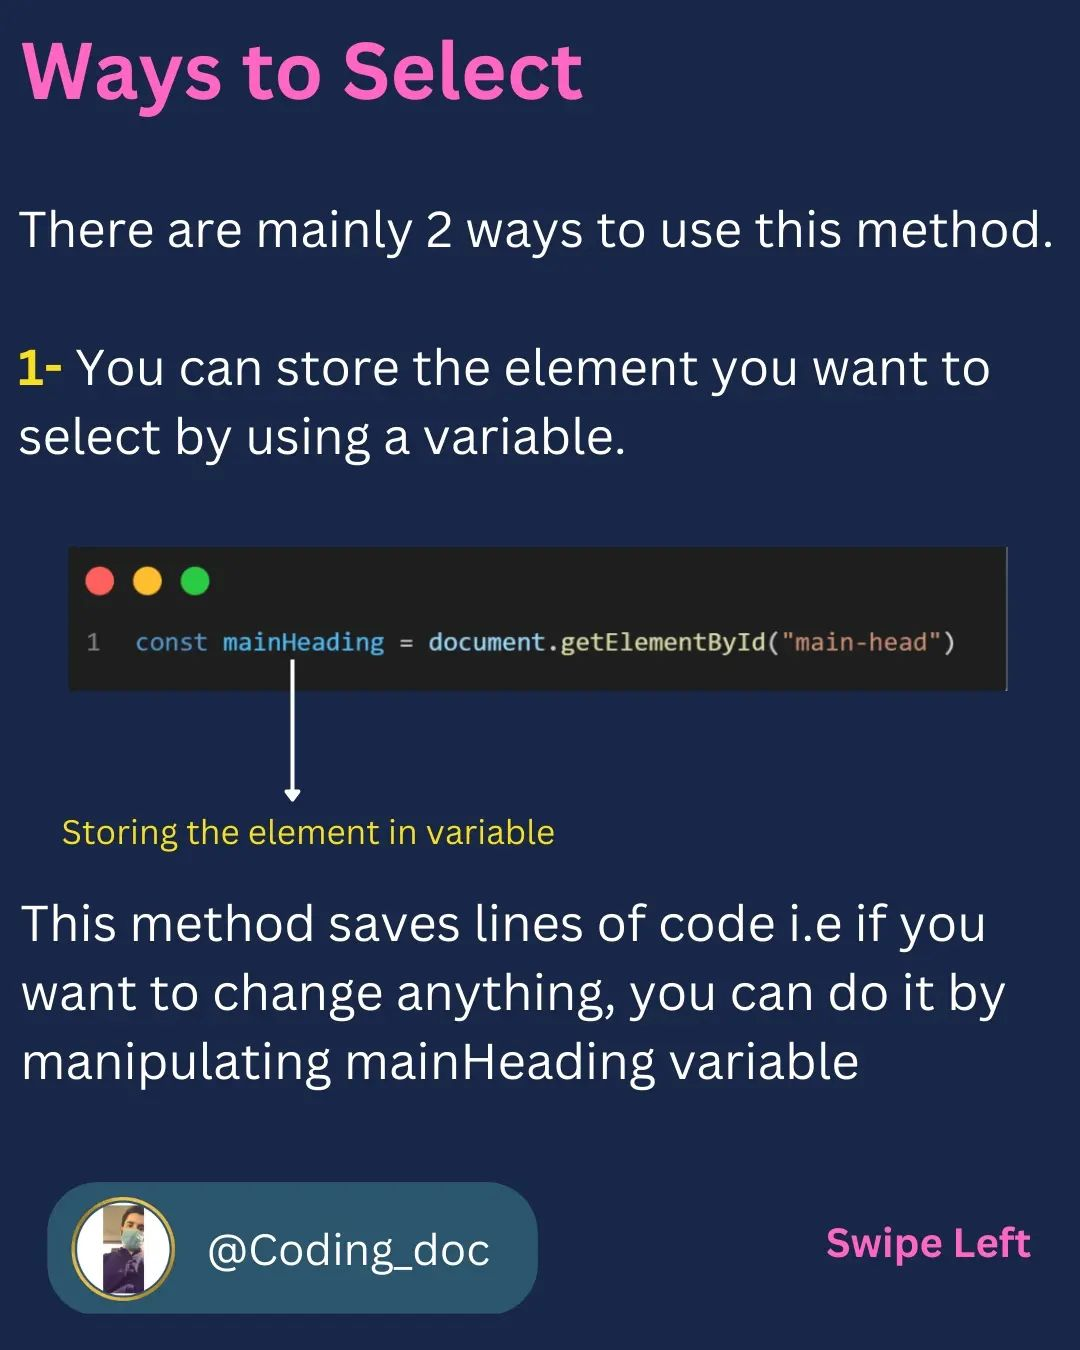 Ways to Select
There are mainly 2 ways to use this method.
1- You can store the element you want to
select by using a variable.
1 const mainHeading = document.getElementById("main-head")
Storing the element in variable
This method saves lines of code i.e if you
want to change anything, you can do it by
manipulating mainHeading variable
@Coding_doc
Swipe Left